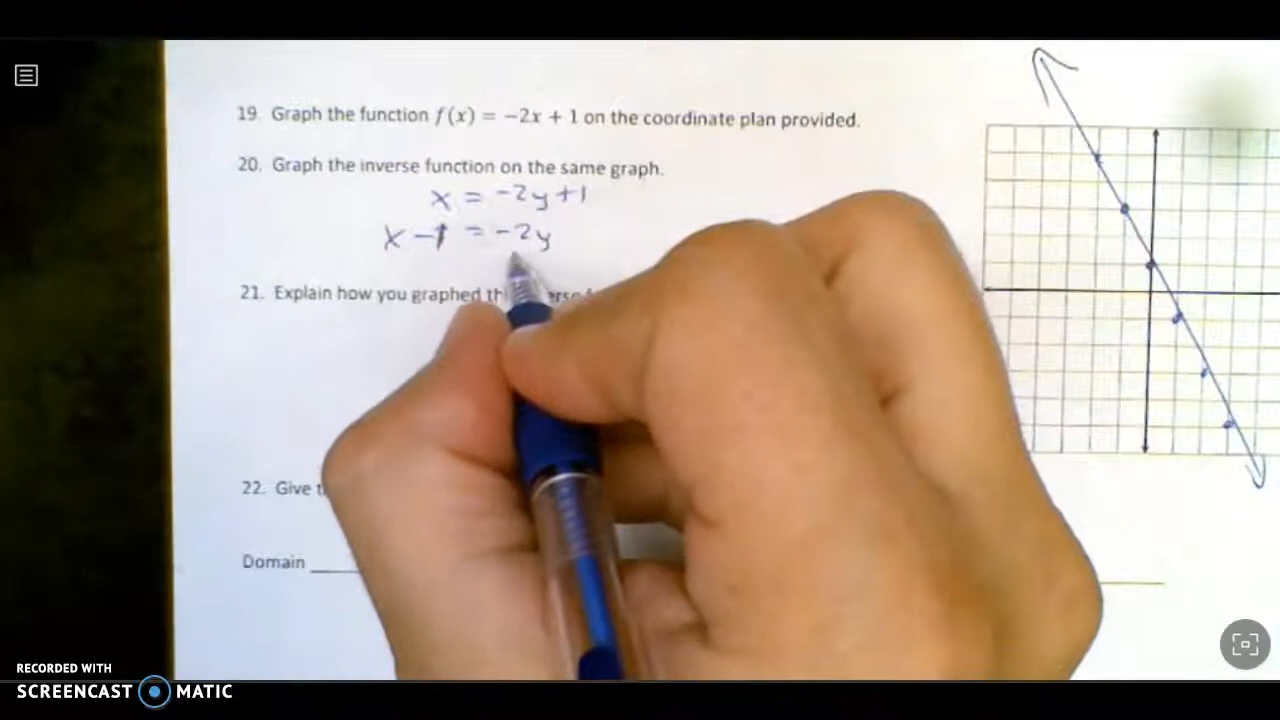 19. Graph the function f(x) = −2x + 1 on the coordinate plan provided.
20. Graph the inverse function on the same graph.
x = -2y+1
x -1 = -2y
21. Explain how you graphed
22. Give
Domain
RECORDED WITH
SCREENCAST MATIC